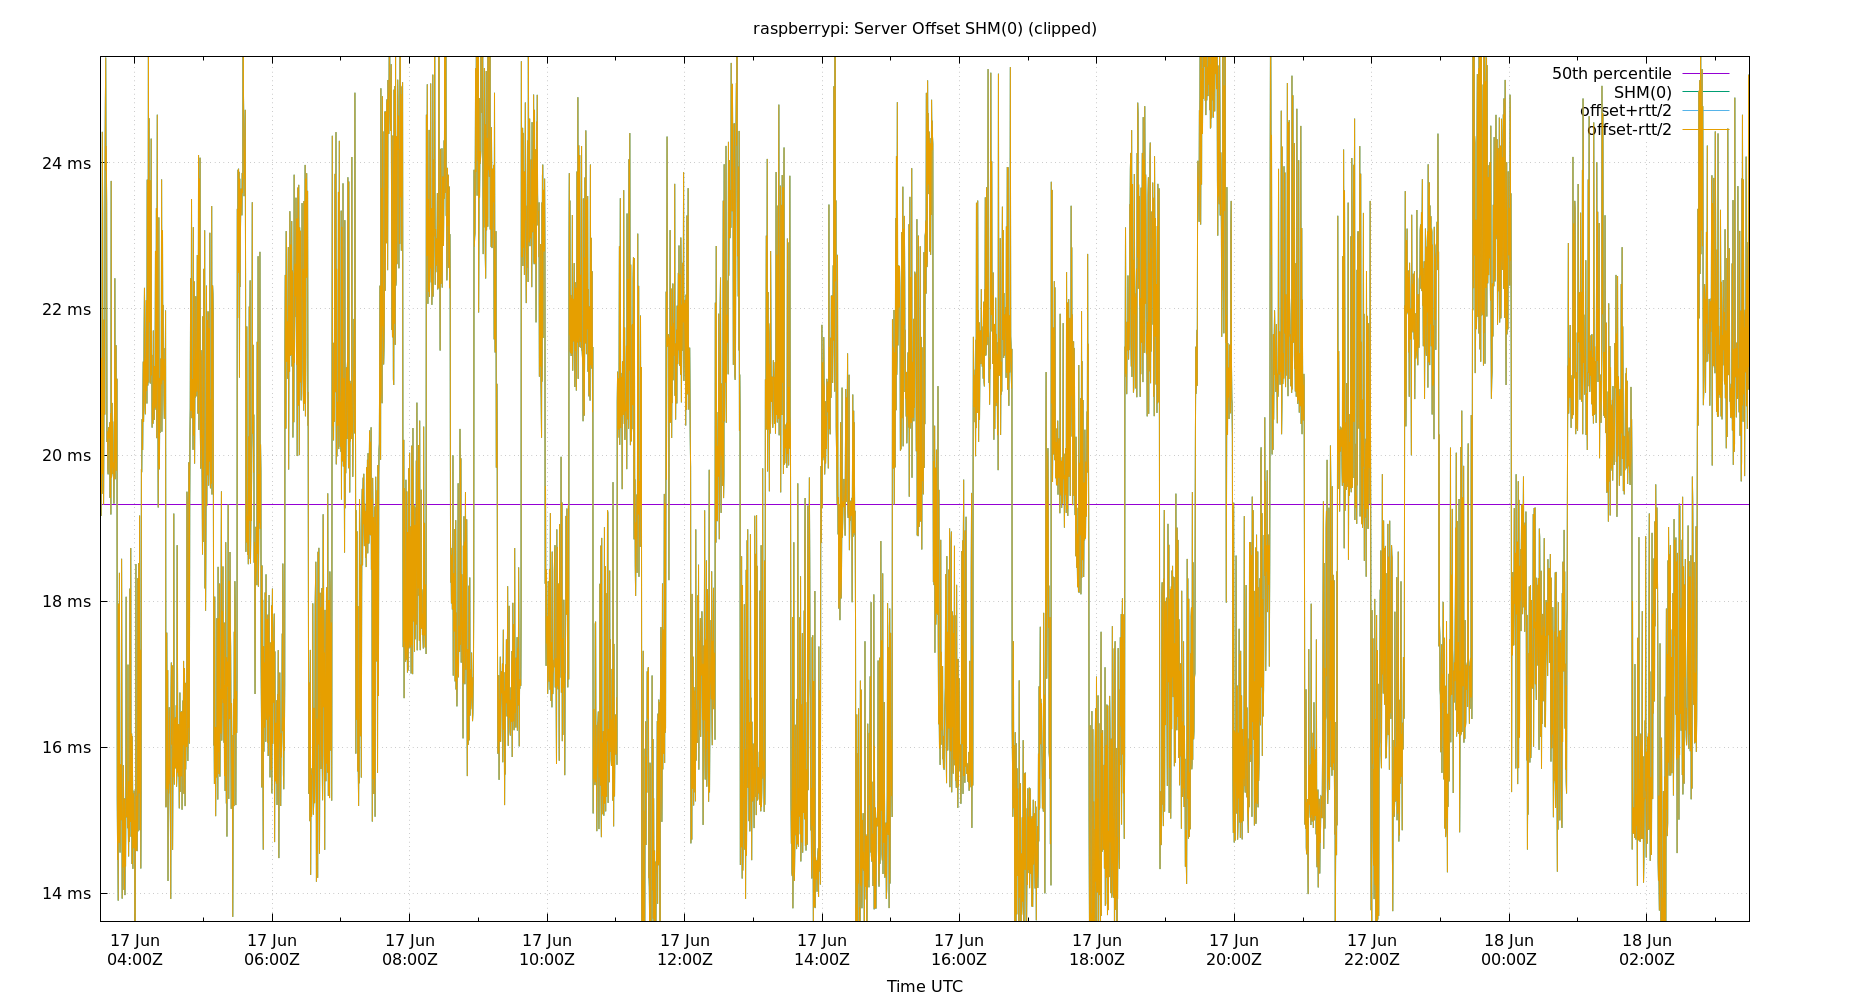 raspberrypi: Server Offset SHM(0) (clipped)
50th percentile
SHM(0)
offset+rtt/2
offset-rtt/2
24 ms
22 ms
20 ms
18 ms
16 ms
14 ms
17 Jun 17 Jun 17 Jun 17 Jun 17 Jun 17 Jun 17 Jun 17 Jun 17 Jun 17 Jun 18 Jun 18 Jun
04:00Z 06:00Z 08:00Z 10:00Z 12:00Z 14:00Z 16:00Z 18:00Z 20:00Z 22:00Z 00:00Z 02:00Z
Time UTC